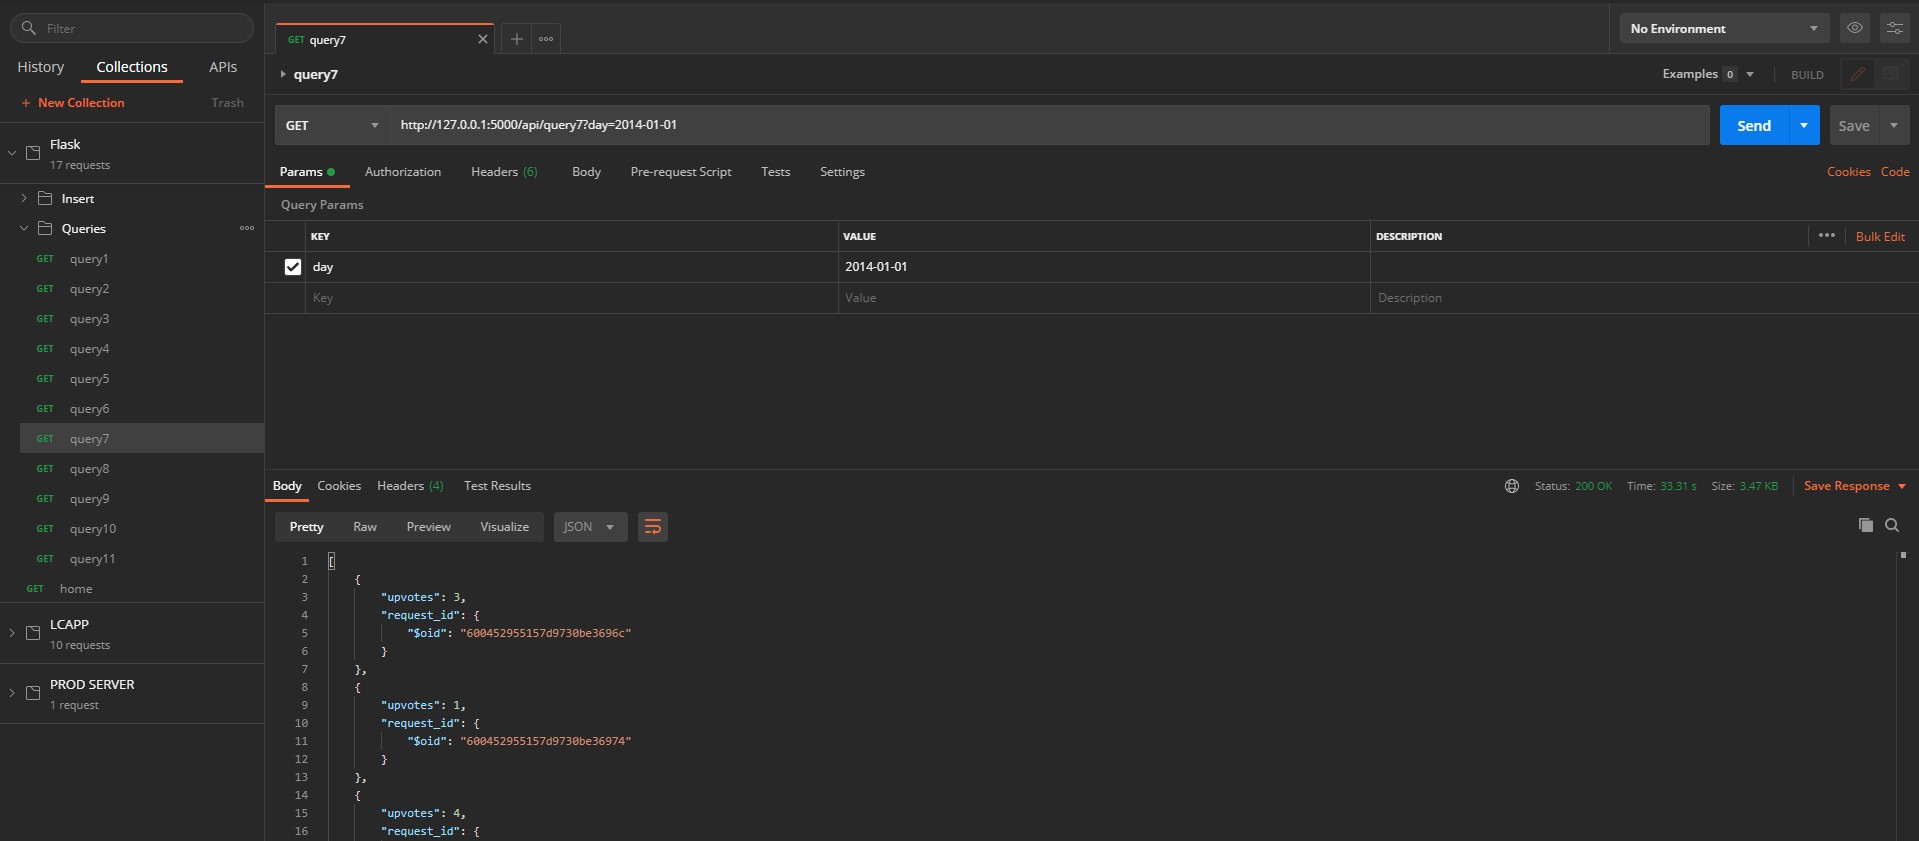 Filter
History Collections APIs
+ New Collection Trash
Flask
17 requests
Insert
Queries
GET query1
GET query2
GET query3
GET query4
GET query5
GET query6
GET query7
GET query8
GET query9
GET query10
GET query11
GET home
LCAPP
10 requests
PROD SERVER
1 request
GET query7
No Environment
query7
Examples 0 BUILD
GET http://127.0.0.1:5000/api/query7?day=2014-01-01 Send Save
Params Authorization Headers (6) Body Pre-request Script Tests Settings Cookies Code
Query Params
KEY VALUE DESCRIPTION Bulk Edit
day 2014-01-01
Key Value Description
Body Cookies Headers (4) Test Results Status: 200 OK Time: 33.31 s Size: 3.47 KB Save Response
Pretty Raw Preview Visualize JSON
1 [
2 {
3 "upvotes": 3,
4 "request_id": {
5 "$oid": "600452955157d9730be3696c"
6 }
7 },
8 {
9 "upvotes": 1,
10 "request_id": {
11 "$oid": "600452955157d9730be36974"
12 }
13 },
14 {
15 "upvotes": 4,
16 "request_id": {